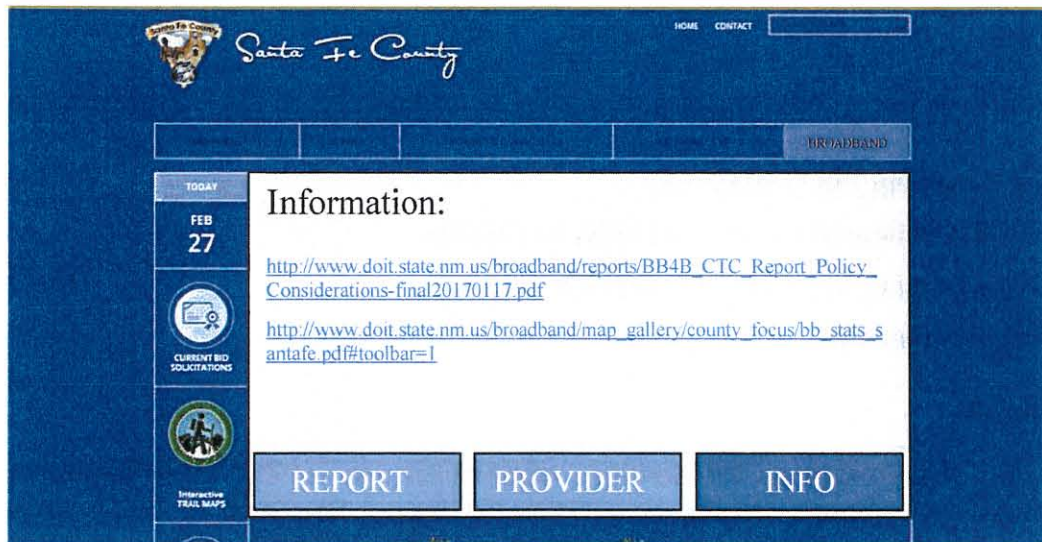 Santa Fe County
HOME CONTACT
Santa Fe County
BROADBAND
TODAY
FEB
27
Information:
http://www.doit.state.nm.us/broadband/reports/BB4B_CTC_Report_Policy_
Considerations-final20170117.pdf
http://www.doit.state.nm.us/broadband/map_gallery/county_focus/bb_stats_s
antafe.pdf#toolbar=1
CURRENT BID
SOLICITATIONS
Interactive
TRAIL MAPS
REPORT PROVIDER INFO